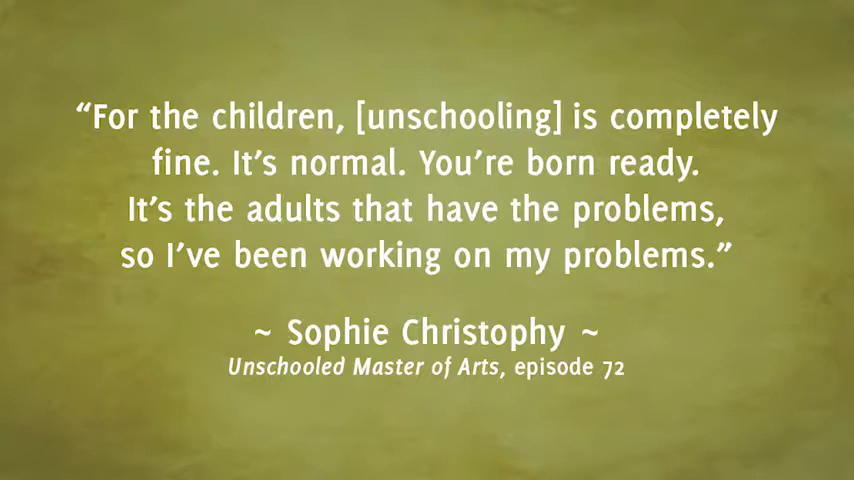 “For the children, [unschooling] is completely
fine. It’s normal. You’re born ready.
It’s the adults that have the problems,
so I’ve been working on my problems.”
~ Sophie Christophy ~
Unschooled Master of Arts, episode 72